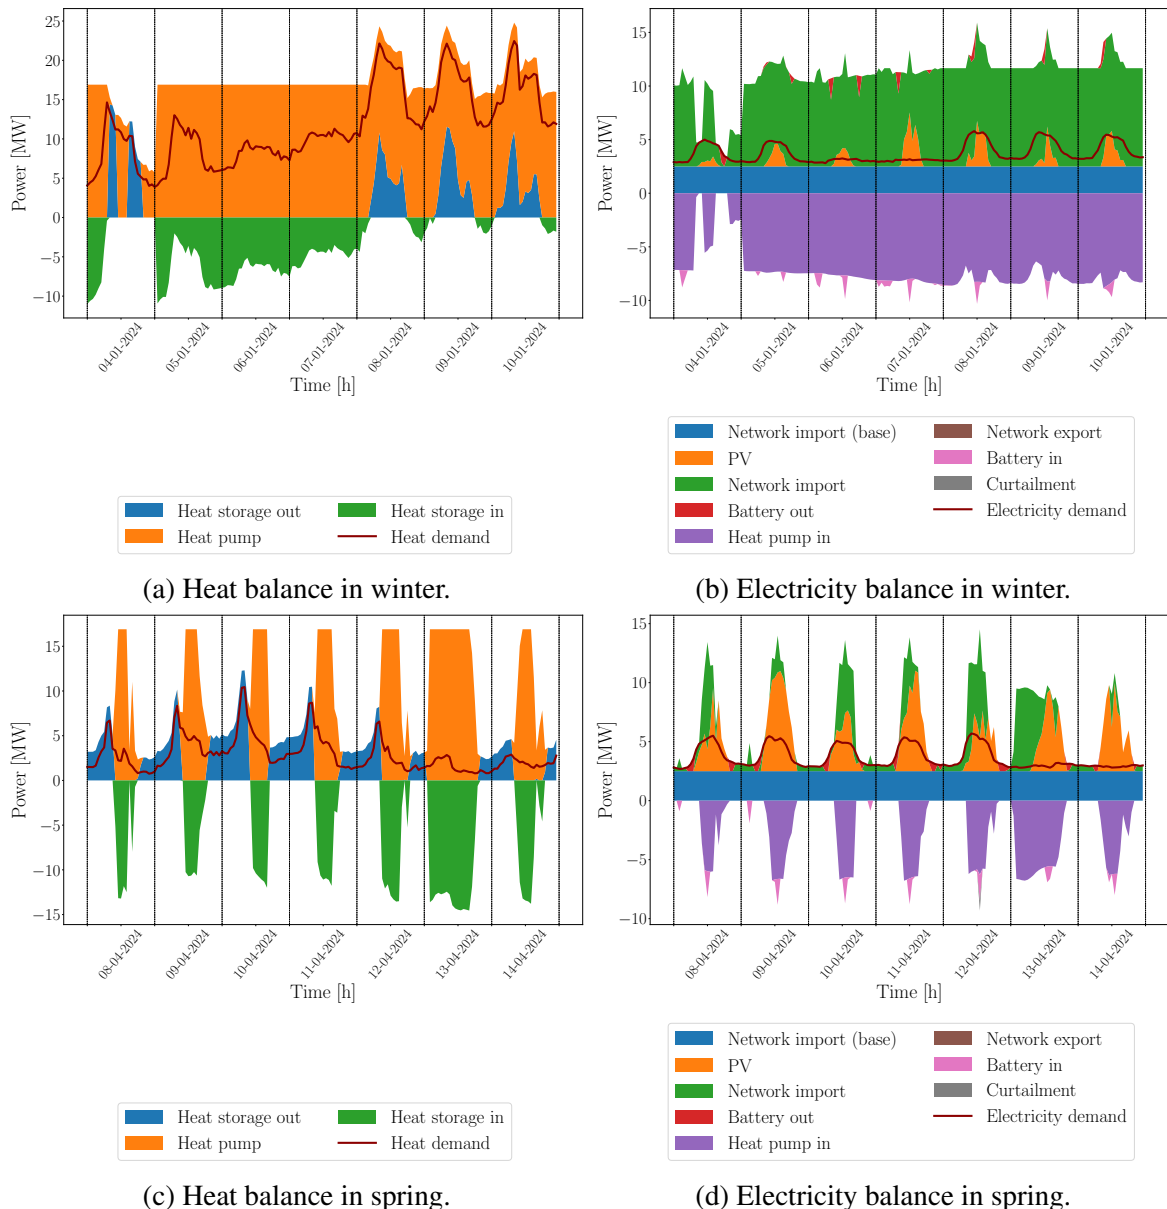 25
20
15
10
5
0
−5
−10
Power [MW]
04-01-2024
05-01-2024
06-01-2024
07-01-2024
08-01-2024
09-01-2024
10-01-2024
Time [h]
Heat storage out
Heat pump
Heat storage in
Heat demand
(a) Heat balance in winter.
15
10
5
0
−5
−10
Power [MW]
04-01-2024
05-01-2024
06-01-2024
07-01-2024
08-01-2024
09-01-2024
10-01-2024
Time [h]
Network import (base)
PV
Network import
Battery out
Heat pump in
Network export
Battery in
Curtailment
Electricity demand
(b) Electricity balance in winter.
15
10
5
0
−5
−10
−15
Power [MW]
08-04-2024
09-04-2024
10-04-2024
11-04-2024
12-04-2024
13-04-2024
14-04-2024
Time [h]
Heat storage out
Heat pump
Heat storage in
Heat demand
(c) Heat balance in spring.
15
10
5
0
−5
−10
Power [MW]
08-04-2024
09-04-2024
10-04-2024
11-04-2024
12-04-2024
13-04-2024
14-04-2024
Time [h]
Network import (base)
PV
Network import
Battery out
Heat pump in
Network export
Battery in
Curtailment
Electricity demand
(d) Electricity balance in spring.